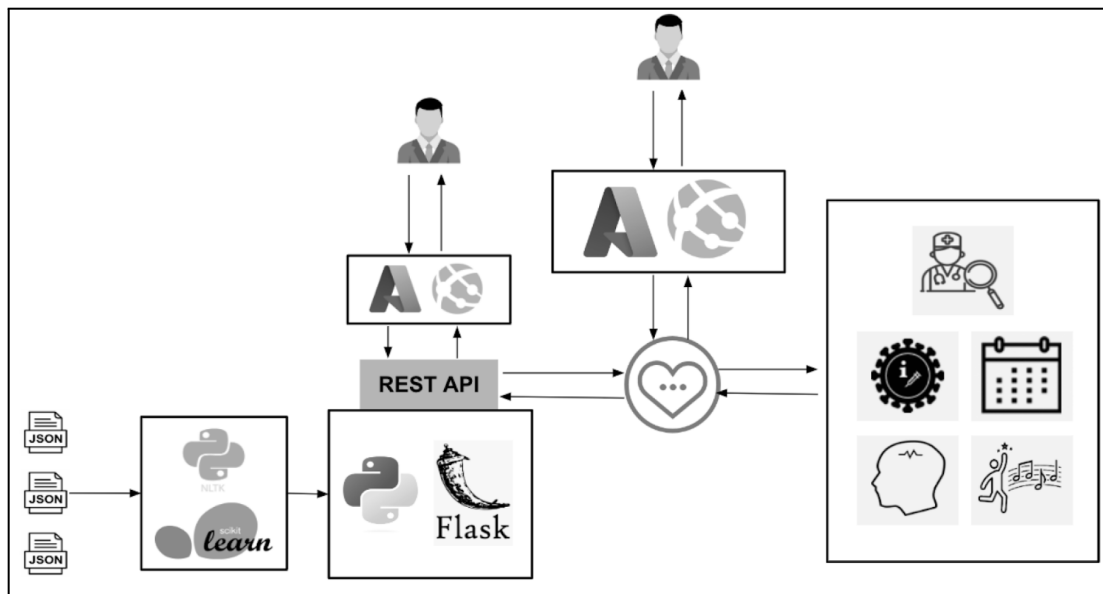 REST API
JSON
JSON
JSON
NLTK
scikit
learn
Flask
i